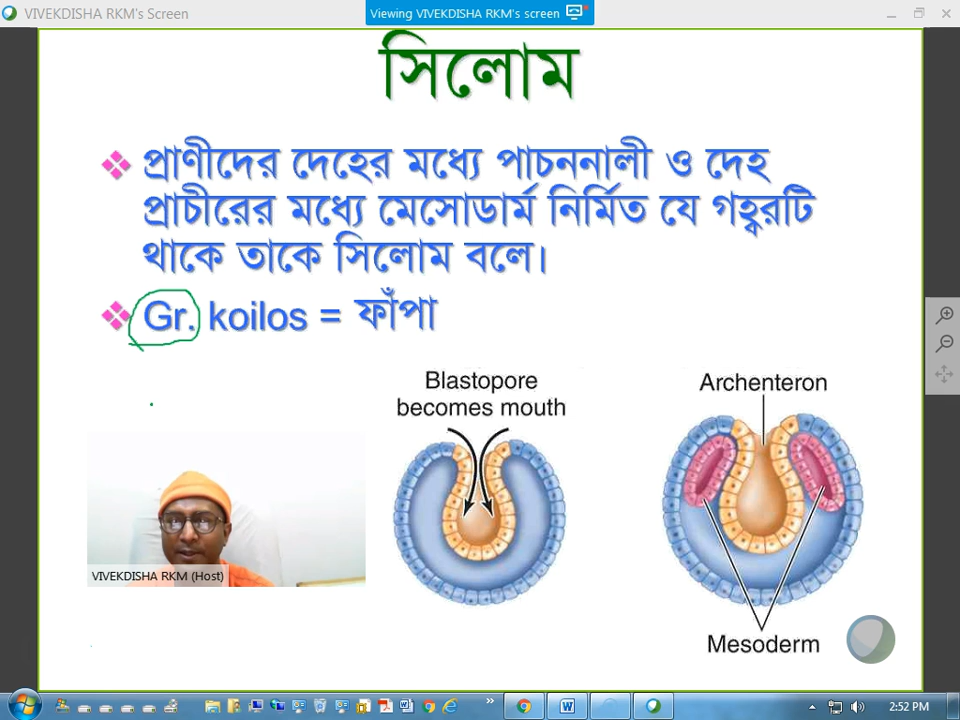 VIVEKDISHA RKM's Screen
Viewing VIVEKDISHA RKM's screen
সিলোম
প্রাণীদের দেহের মধ্যে পাচননালী ও দেহ
প্রাচীরের মধ্যে মেসোডার্ম নির্মিত যে গহ্বরটি
থাকে তাকে সিলোম বলে।
Gr. koilos = ফাঁপা
Blastopore
becomes mouth
Archenteron
VIVEKDISHA RKM (Host)
Mesoderm
2:52 PM